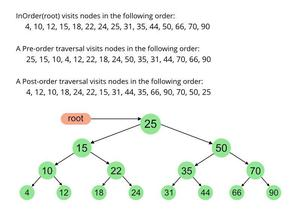 InOrder(root) visits nodes in the following order:
4, 10, 12, 15, 18, 22, 24, 25, 31, 35, 44, 50, 66, 70, 90
A Pre-order traversal visits nodes in the following order:
25, 15, 10, 4, 12, 22, 18, 24, 50, 35, 31, 44, 70, 66, 90
A Post-order traversal visits nodes in the following order:
4, 12, 10, 18, 24, 22, 15, 31, 44, 35, 66, 90, 70, 50, 25
root
25
15 50
10 22 35 70
4 12 18 24 31 44 66 90